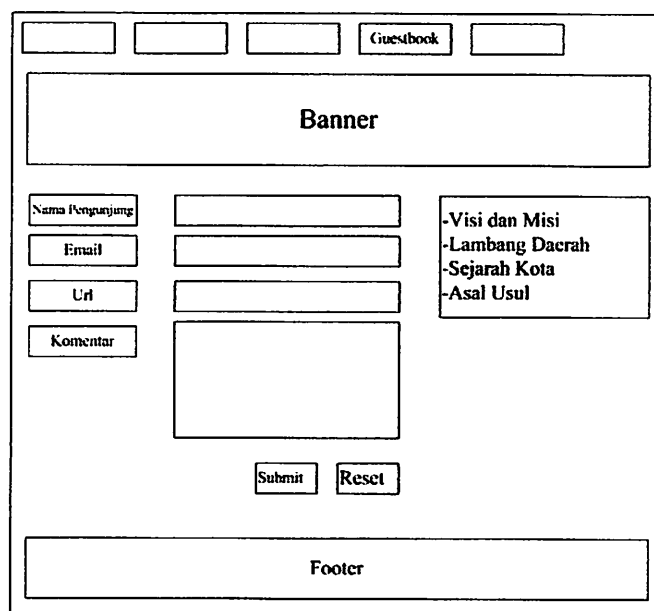 Guestbook
Banner
Nama Pengunjung
Email
Url
Komentar
-Visi dan Misi
-Lambang Daerah
-Sejarah Kota
-Asal Usul
Submit
Reset
Footer